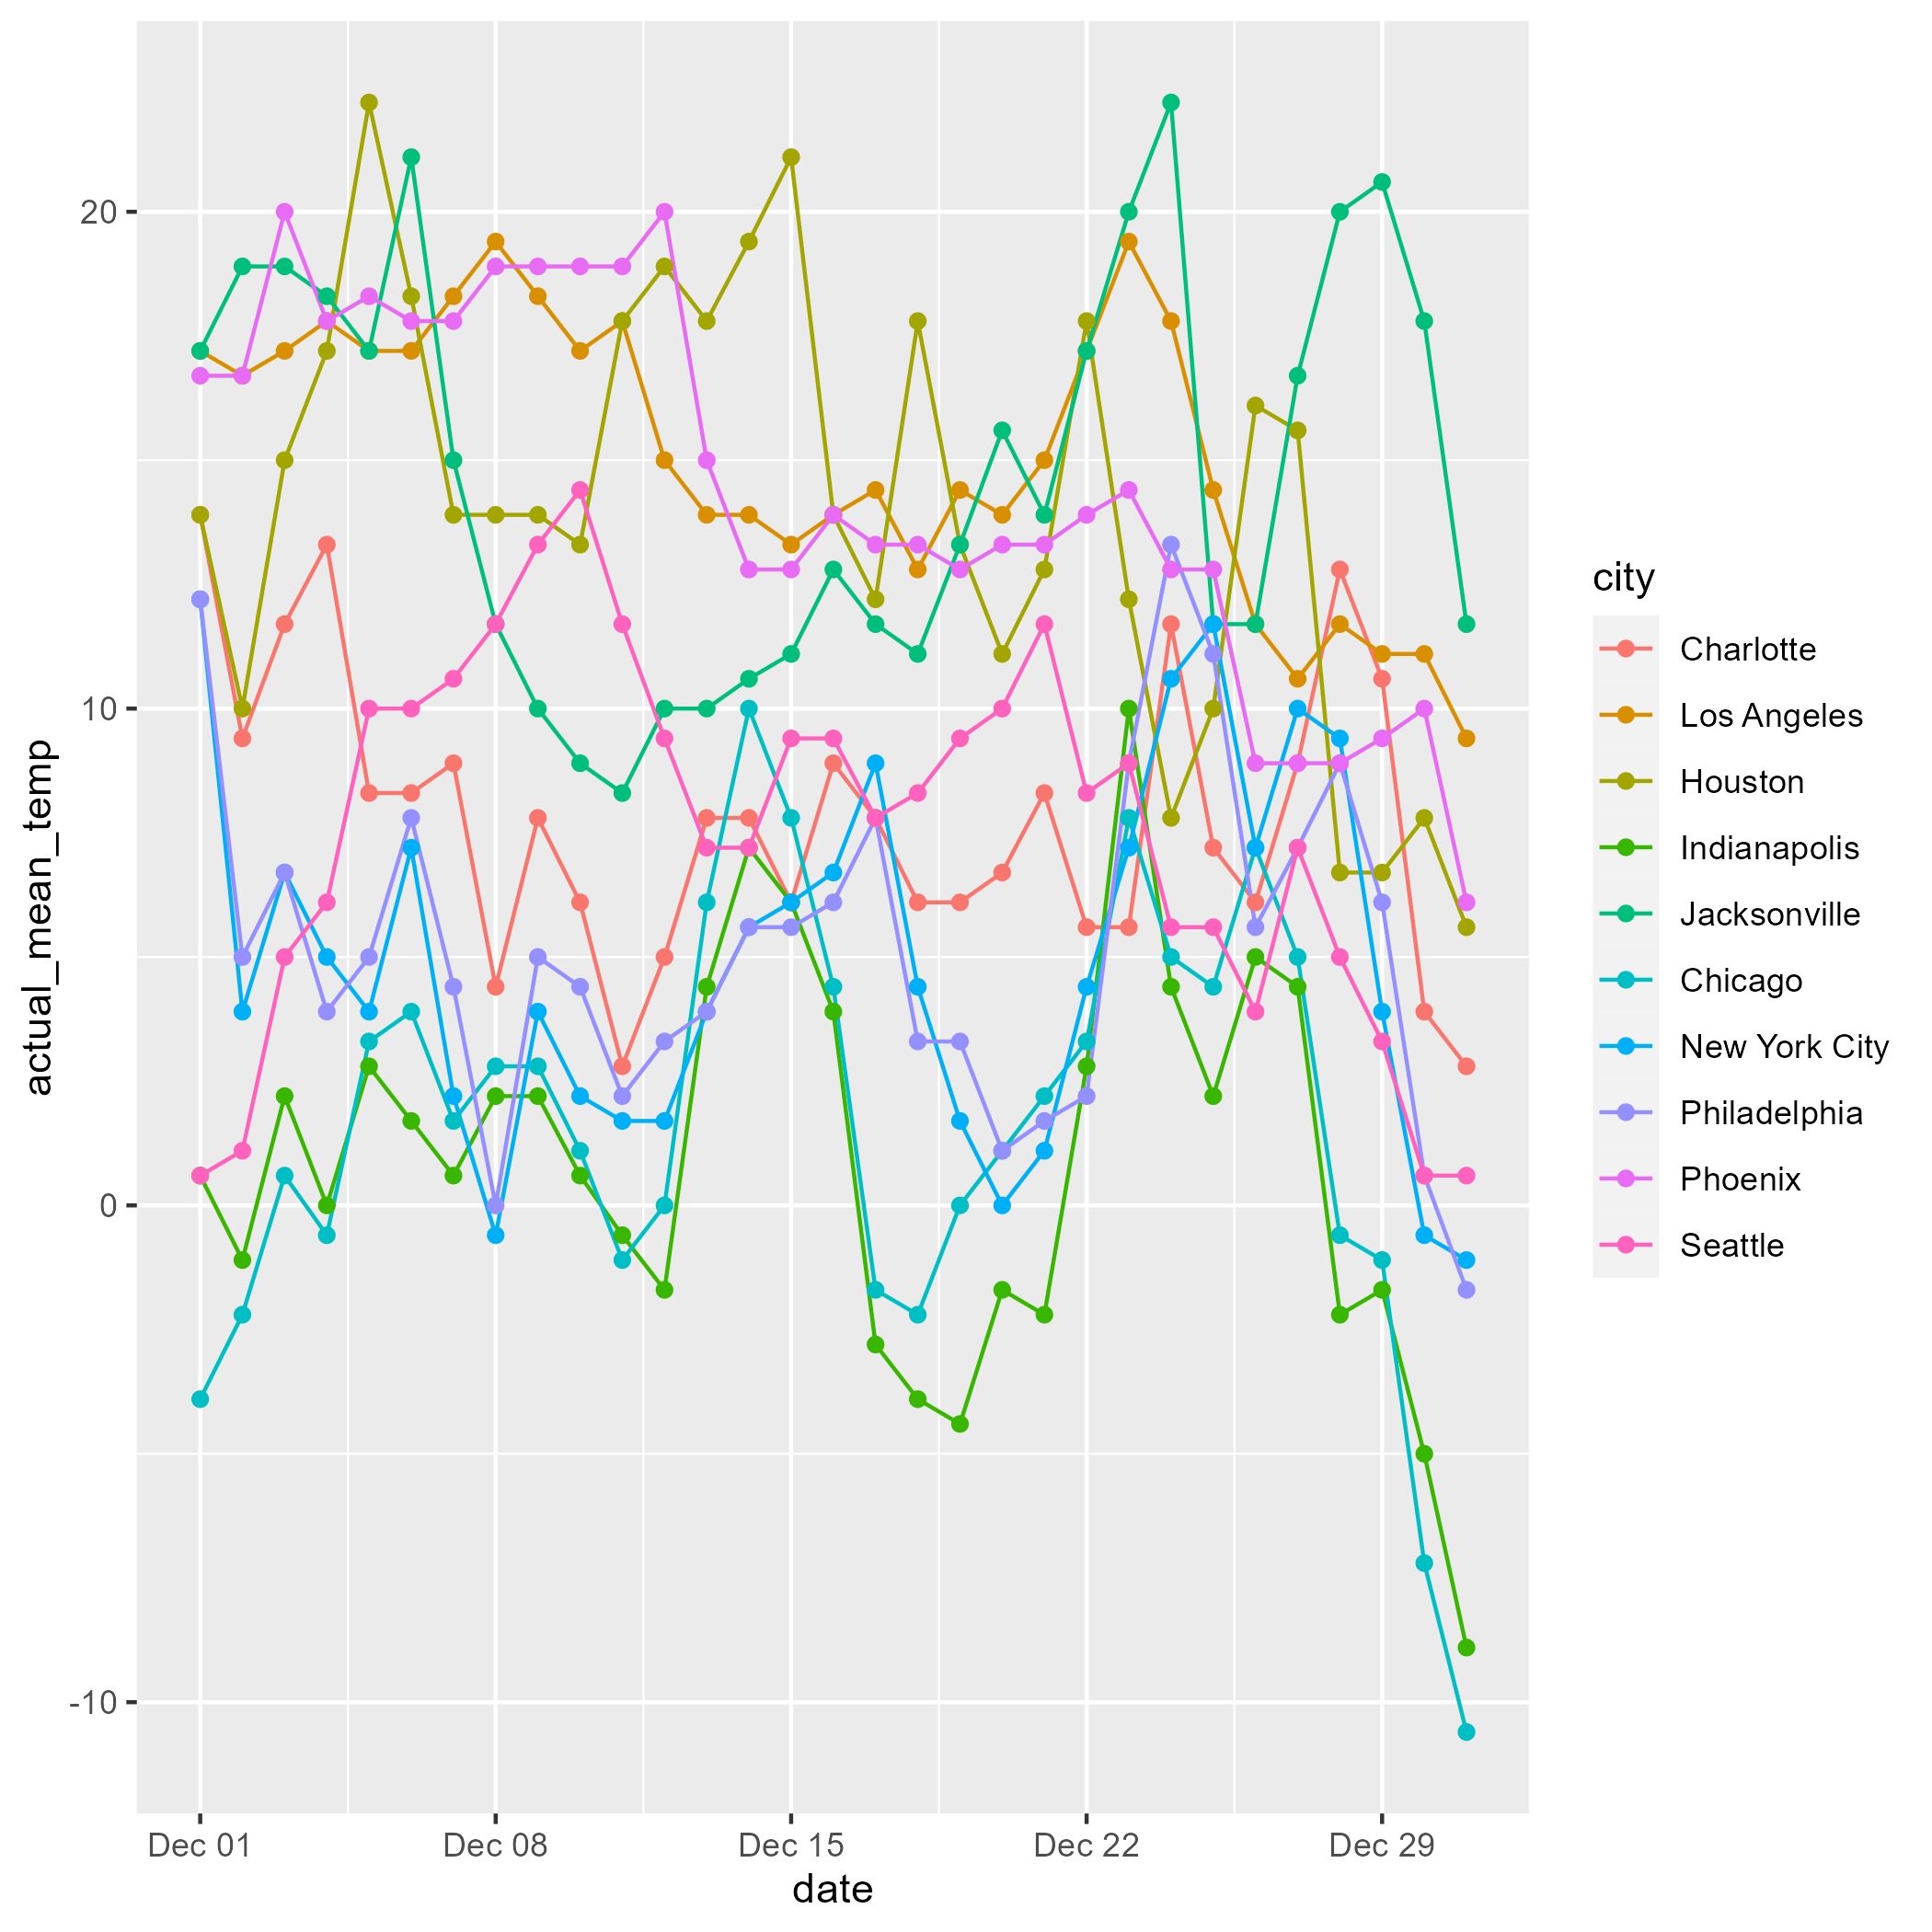 20
10
0
-10
actual_mean_temp
Dec 01
Dec 08
Dec 15
Dec 22
Dec 29
date
city
Charlotte
Los Angeles
Houston
Indianapolis
Jacksonville
Chicago
New York City
Philadelphia
Phoenix
Seattle